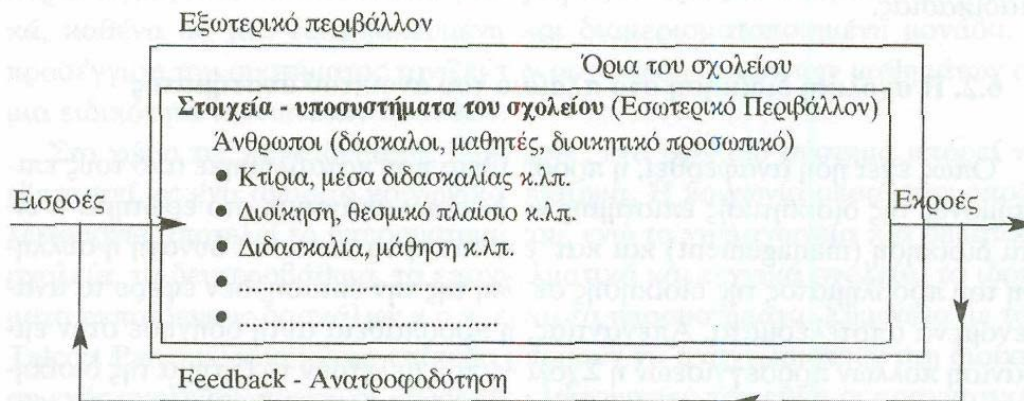 Εξωτερικό περιβάλλον
Όρια του σχολείου
Στοιχεία - υποσυστήματα του σχολείου (Εσωτερικό Περιβάλλον)
Άνθρωποι (δάσκαλοι, μαθητές, διοικητικό προσωπικό)
• Κτίρια, μέσα διδασκαλίας κ.λπ.
Εισροές
Εκροές
• Διοίκηση, θεσμικό πλαίσιο κ.λπ.
• Διδασκαλία, μάθηση κ.λπ.
• ...............................
• ...............................
Feedback - Ανατροφοδότηση